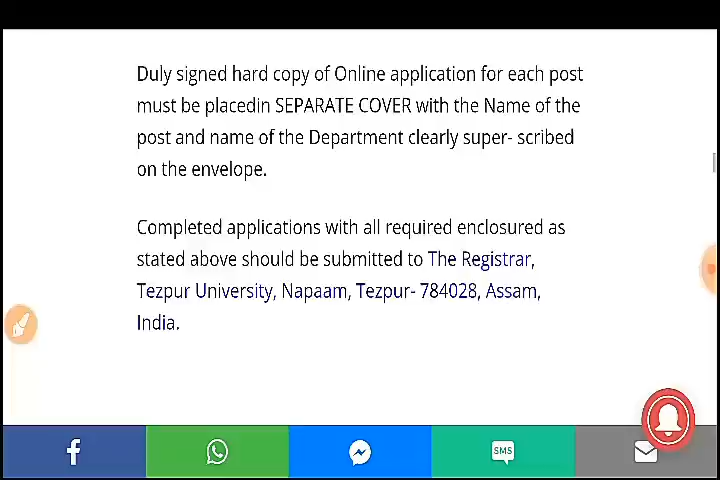 Duly signed hard copy of Online application for each post
must be placedin SEPARATE COVER with the Name of the
post and name of the Department clearly super- scribed
on the envelope.
Completed applications with all required enclosured as
stated above should be submitted to The Registrar,
Tezpur University, Napaam, Tezpur- 784028, Assam,
India.
SMS